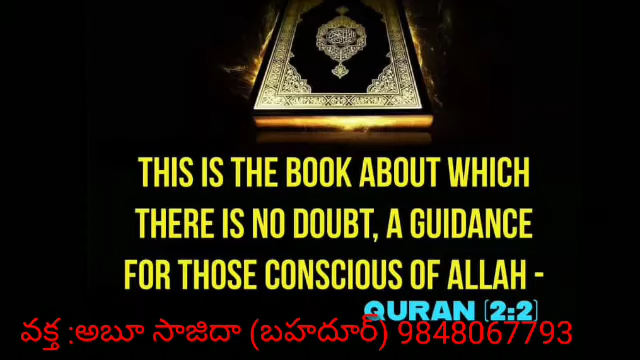 THIS IS THE BOOK ABOUT WHICH
THERE IS NO DOUBT, A GUIDANCE
FOR THOSE CONSCIOUS OF ALLAH -
QURAN (2:2)
వక్త :అబూ సాజిదా (బహదూర్) 9848067793